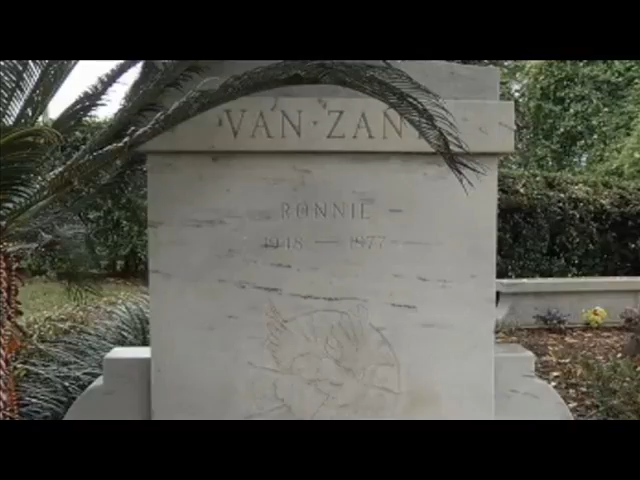 VAN ZAN
RONNIE
1948 — 1977